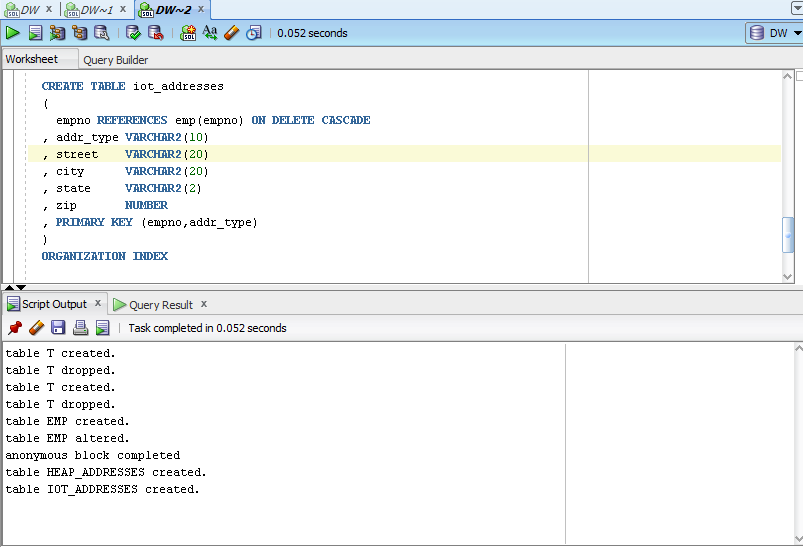 DW x DW~1 x DW~2 x
0.052 seconds DW
Worksheet Query Builder
CREATE TABLE iot_addresses
(
empno REFERENCES emp(empno) ON DELETE CASCADE
, addr_type VARCHAR2(10)
, street VARCHAR2(20)
, city VARCHAR2(20)
, state VARCHAR2(2)
, zip NUMBER
, PRIMARY KEY (empno,addr_type)
)
ORGANIZATION INDEX
Script Output x Query Result x
Task completed in 0.052 seconds
table T created.
table T dropped.
table T created.
table T dropped.
table EMP created.
table EMP altered.
anonymous block completed
table HEAP_ADDRESSES created.
table IOT_ADDRESSES created.